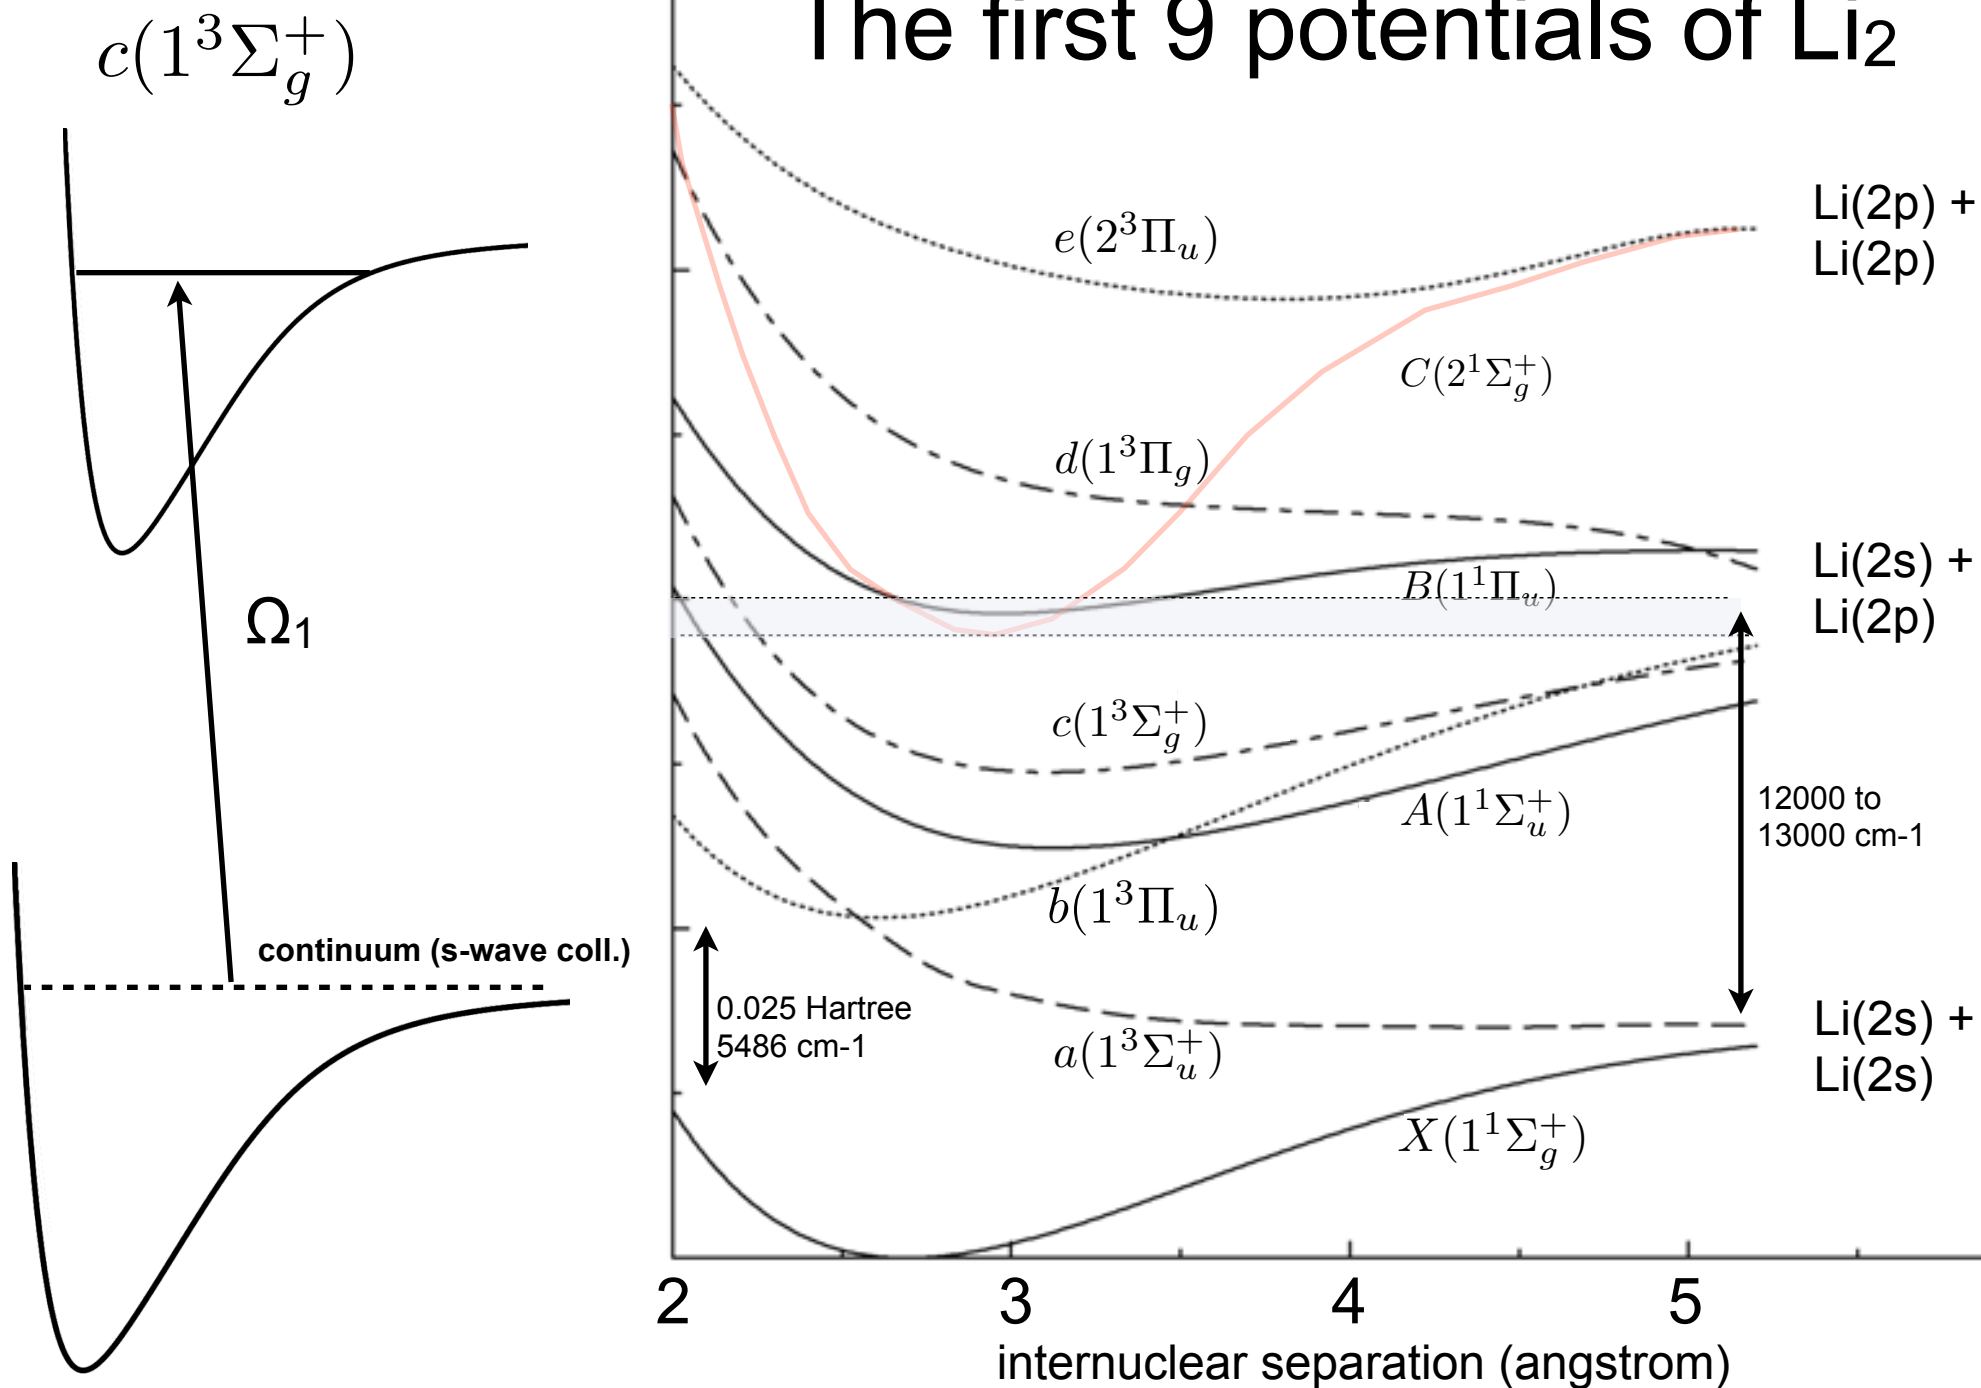 The first 9 potentials of Li2
c(1³Σg⁺)
Ω1
continuum (s-wave coll.)
e(2³Πu)
C(2¹Σg⁺)
d(1³Πg)
B(1¹Πu)
c(1³Σg⁺)
A(1¹Σu⁺)
b(1³Πu)
a(1³Σu⁺)
X(1¹Σg⁺)
0.025 Hartree
5486 cm-1
12000 to
13000 cm-1
Li(2p) +
Li(2p)
Li(2s) +
Li(2p)
Li(2s) +
Li(2s)
2 3 4 5
internuclear separation (angstrom)